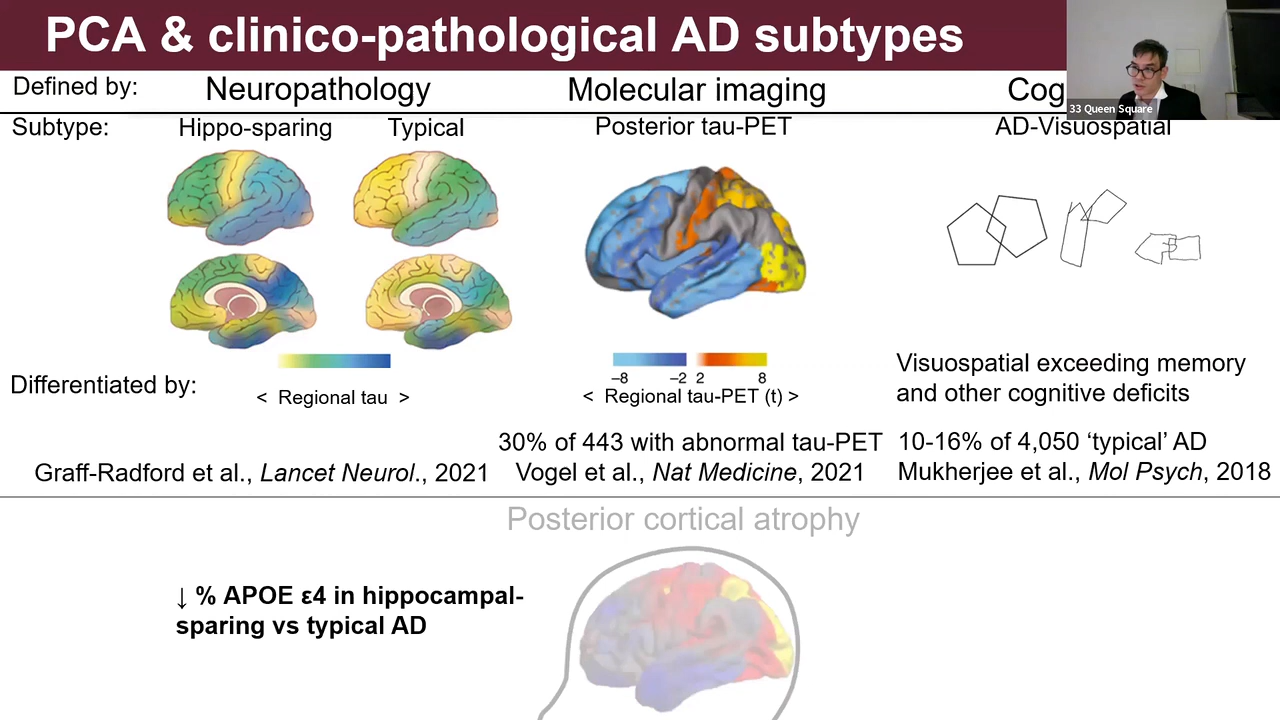 PCA & clinico-pathological AD subtypes
Defined by:
Neuropathology
Molecular imaging
Cog
33 Queen Square
Subtype:
Hippo-sparing
Typical
Posterior tau-PET
AD-Visuospatial
Differentiated by:
< Regional tau >
−8 −2 2 8
< Regional tau-PET (t) >
Visuospatial exceeding memory
and other cognitive deficits
30% of 443 with abnormal tau-PET
10-16% of 4,050 ‘typical’ AD
Graff-Radford et al., Lancet Neurol., 2021
Vogel et al., Nat Medicine, 2021
Mukherjee et al., Mol Psych, 2018
Posterior cortical atrophy
↓ % APOE ε4 in hippocampal-
sparing vs typical AD